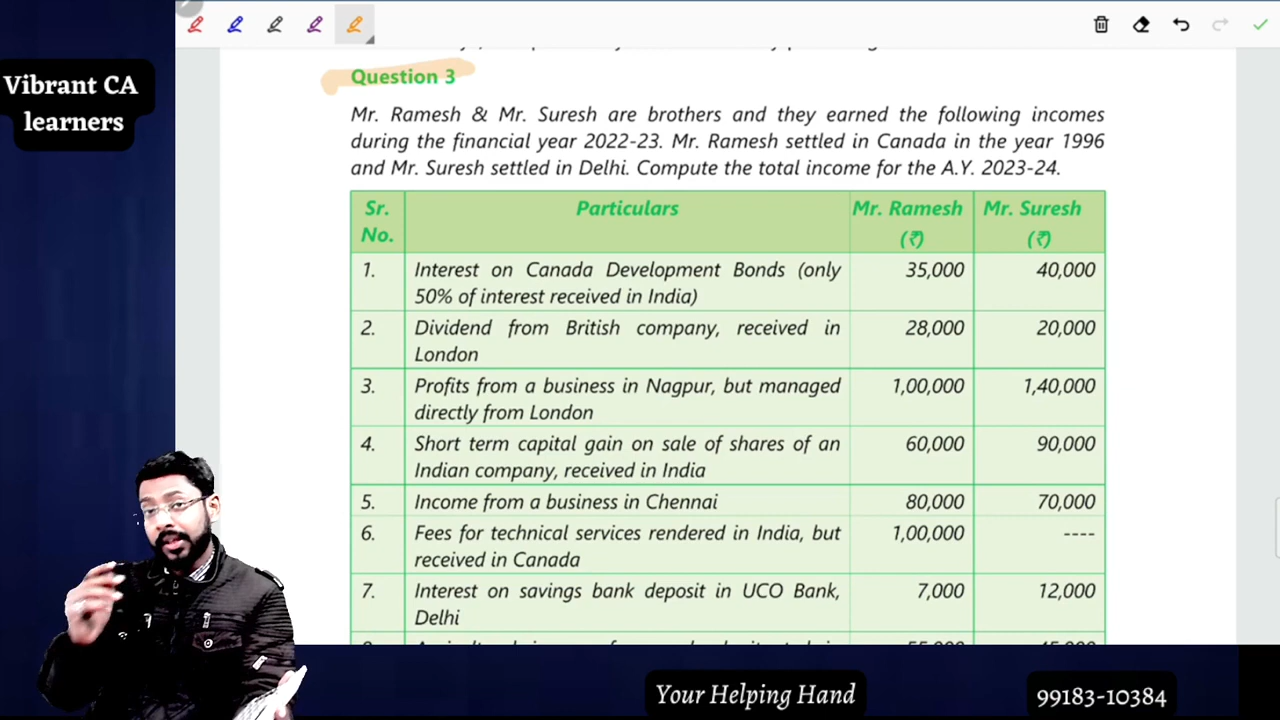 Vibrant CA
learners
Question 3
Mr. Ramesh & Mr. Suresh are brothers and they earned the following incomes
during the financial year 2022-23. Mr. Ramesh settled in Canada in the year 1996
and Mr. Suresh settled in Delhi. Compute the total income for the A.Y. 2023-24.
Sr. No. Particulars Mr. Ramesh (₹) Mr. Suresh (₹)
1. Interest on Canada Development Bonds (only 35,000 40,000
50% of interest received in India)
2. Dividend from British company, received in 28,000 20,000
London
3. Profits from a business in Nagpur, but managed 1,00,000 1,40,000
directly from London
4. Short term capital gain on sale of shares of an 60,000 90,000
Indian company, received in India
5. Income from a business in Chennai 80,000 70,000
6. Fees for technical services rendered in India, but 1,00,000 ----
received in Canada
7. Interest on savings bank deposit in UCO Bank, 7,000 12,000
Delhi
Your Helping Hand
99183-10384